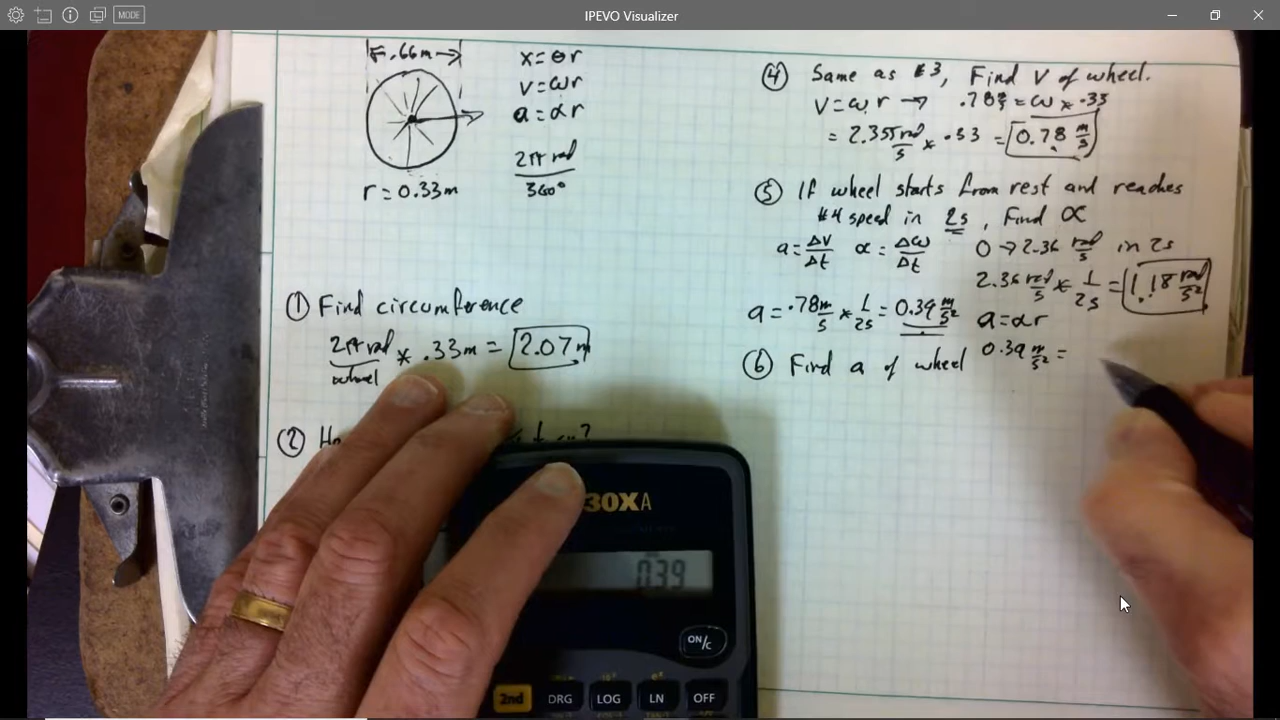 IPEVO Visualizer
MODE
.66m
x = θr
v = ωr
a = αr
2π rad
360°
r = 0.33m
① Find circumference
2π rad * .33m = 2.07m
wheel
②
④ Same as #3, Find V of wheel.
V = ωr → = ω * .33
= 2.355 rad/s * .33 = 0.78 m/s
⑤ If wheel starts from rest and reaches
#4 speed in 2s, Find α
a = ΔV/Δt α = Δω/Δt 0 → 2.36 rad/s in 2s
2.36 rad/s * 1/2s = 1.18 rad/s²
a = .78m/s * 1/2s = 0.39 m/s² a = αr
⑥ Find a of wheel 0.39 m/s² =
30XA
0.39
ON/C
2nd DRG LOG LN OFF